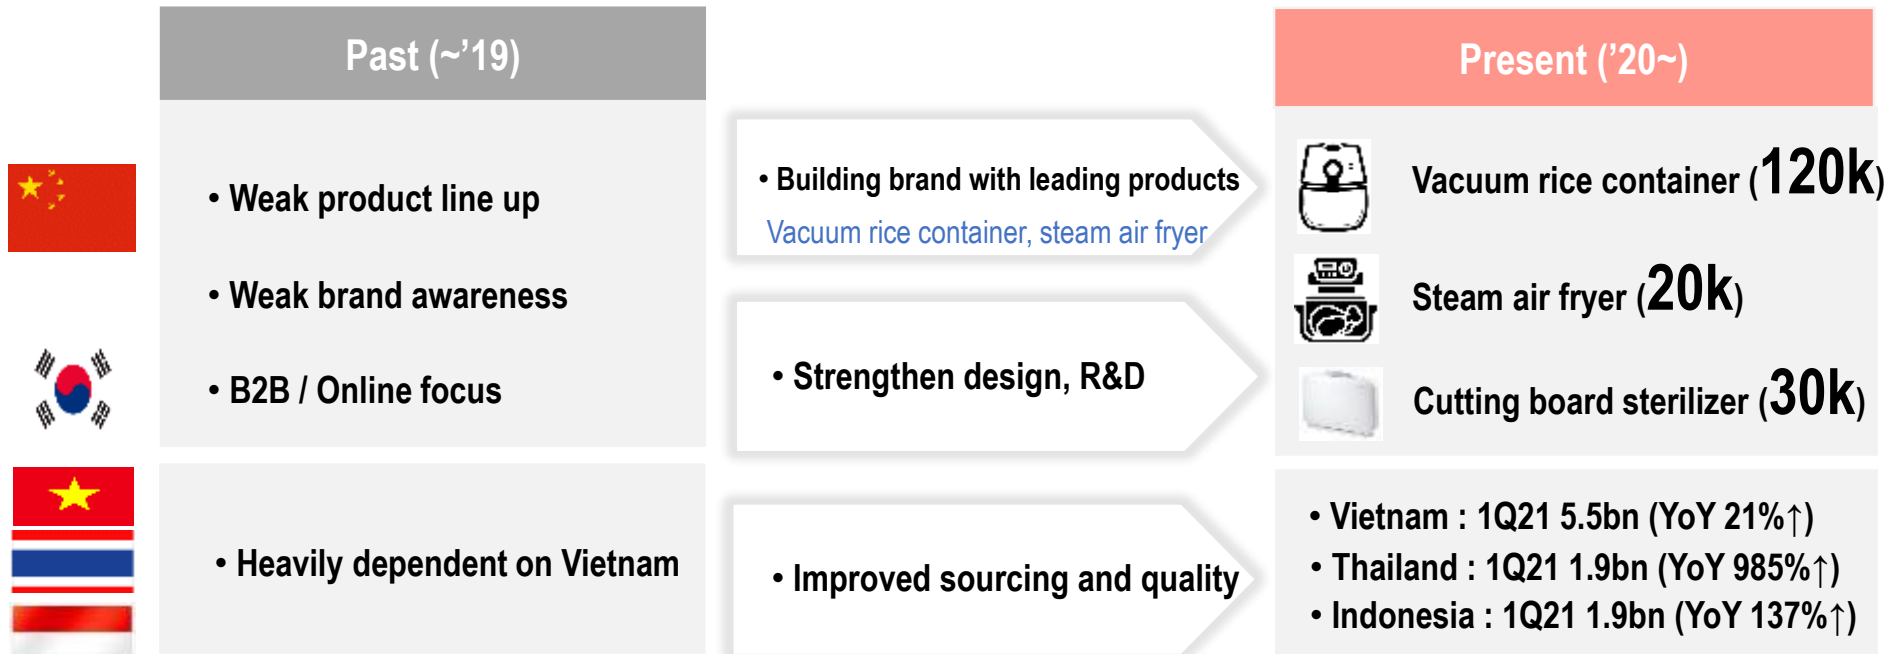 Past (~’19)
Present (’20~)
• Weak product line up
• Weak brand awareness
• B2B / Online focus
• Building brand with leading products
Vacuum rice container, steam air fryer
• Strengthen design, R&D
Vacuum rice container (120k)
Steam air fryer (20k)
Cutting board sterilizer (30k)
• Heavily dependent on Vietnam
• Improved sourcing and quality
• Vietnam : 1Q21 5.5bn (YoY 21%↑)
• Thailand : 1Q21 1.9bn (YoY 985%↑)
• Indonesia : 1Q21 1.9bn (YoY 137%↑)